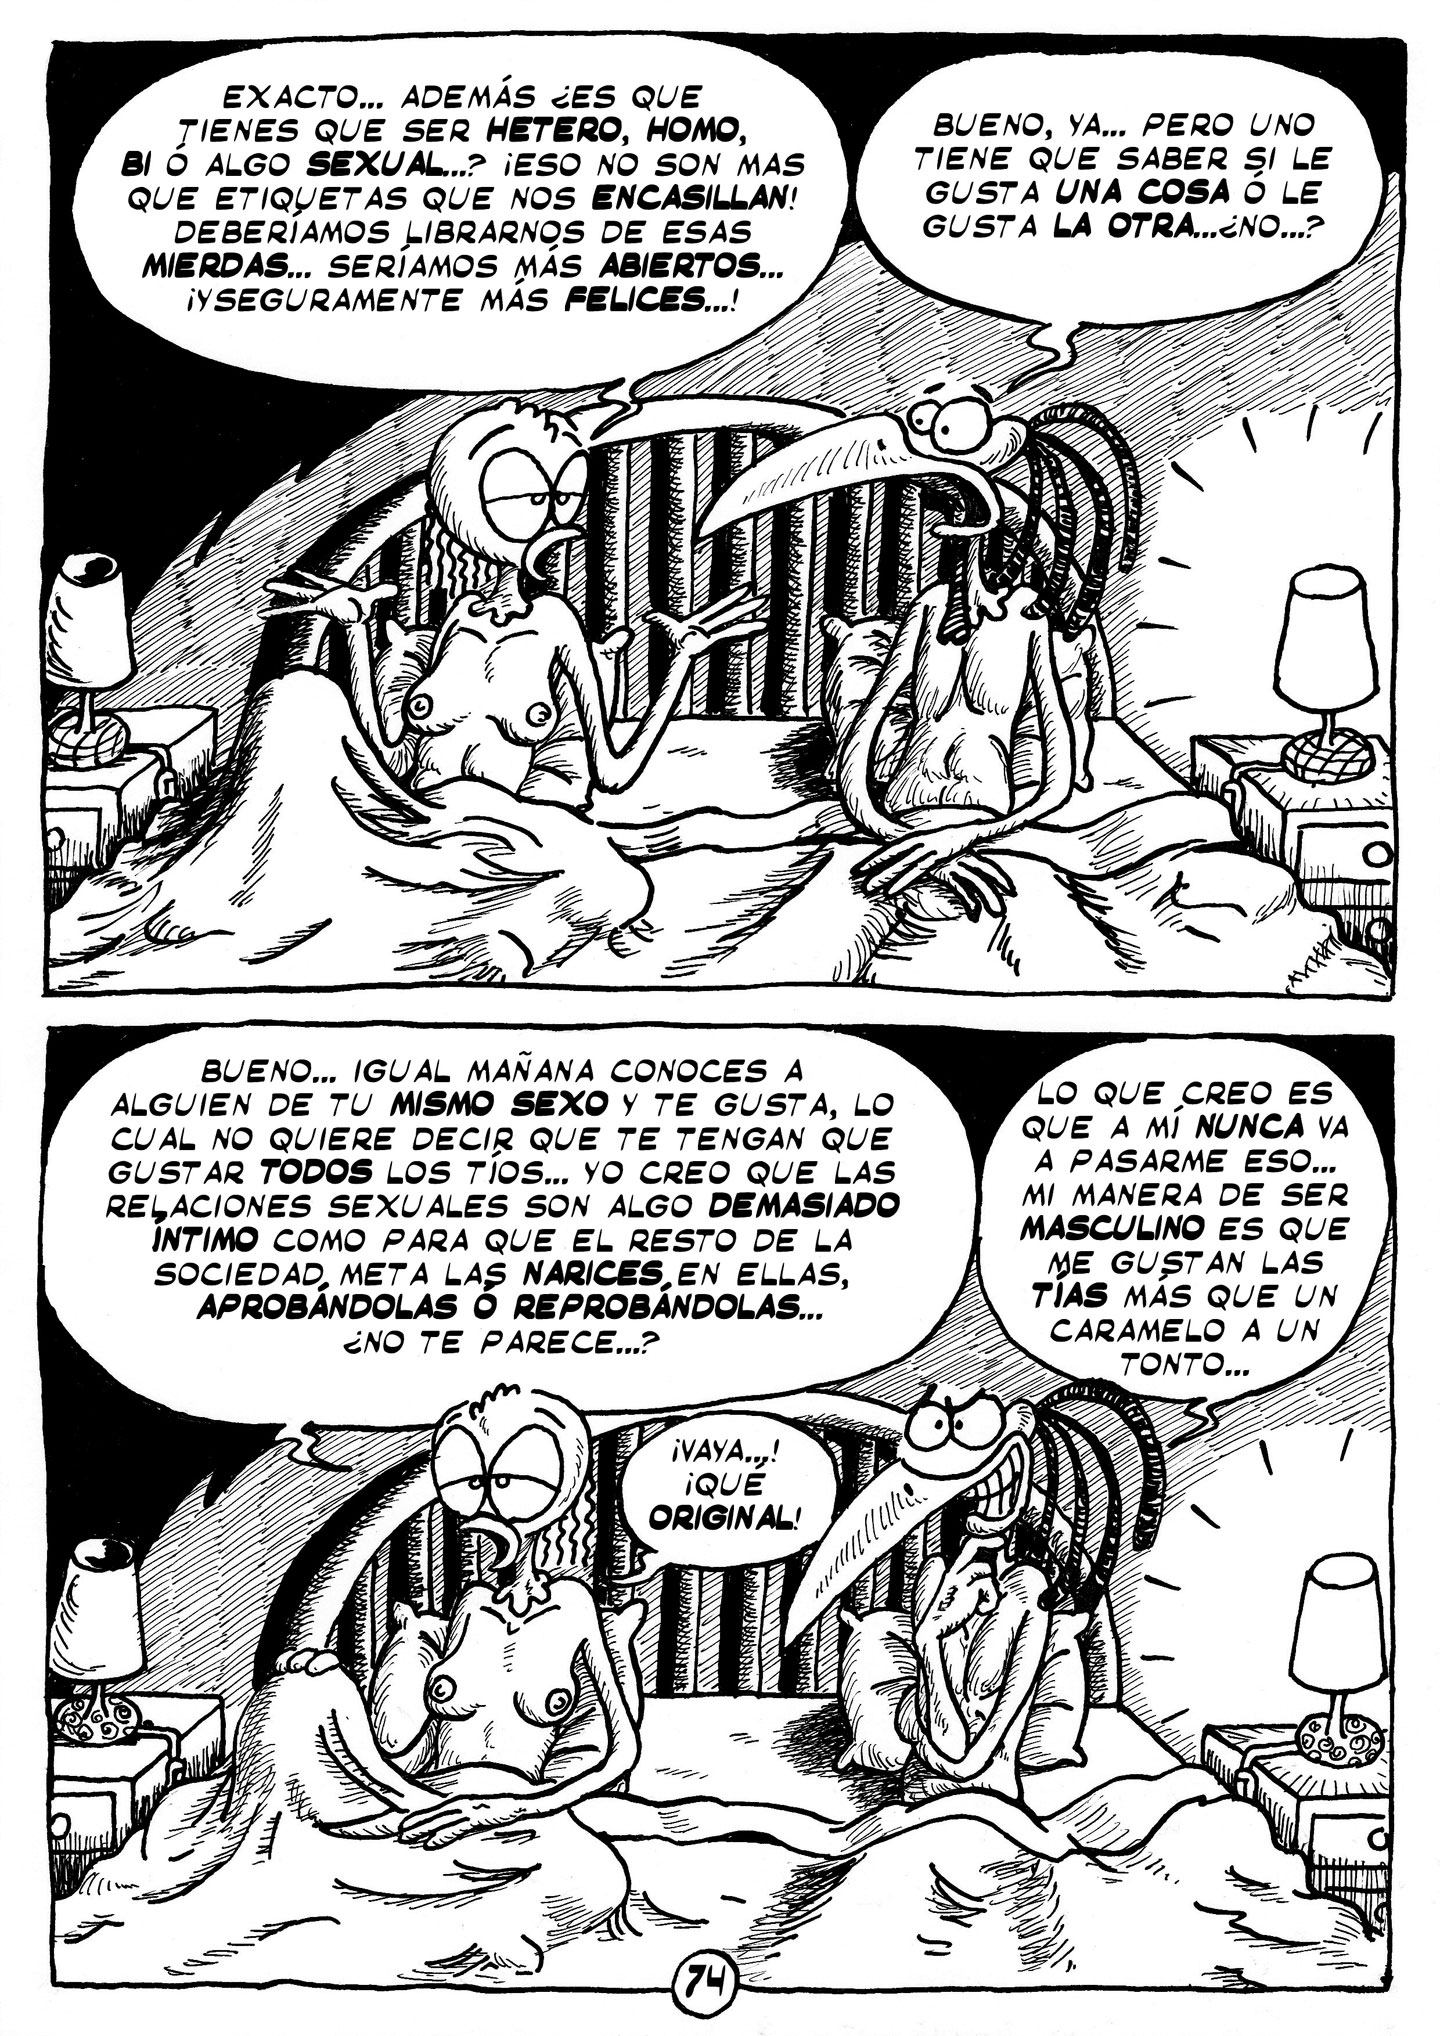 EXACTO... ADEMÁS ¿ES QUE
TIENES QUE SER HETERO, HOMO,
BI Ó ALGO SEXUAL...? ¡ESO NO SON MAS
QUE ETIQUETAS QUE NOS ENCASILLAN!
DEBERÍAMOS LIBRARNOS DE ESAS
MIERDAS... SERÍAMOS MÁS ABIERTOS...
¡YSEGURAMENTE MÁS FELICES...!
BUENO, YA... PERO UNO
TIENE QUE SABER SI LE
GUSTA UNA COSA Ó LE
GUSTA LA OTRA...¿NO...?
BUENO... IGUAL MAÑANA CONOCES A
ALGUIEN DE TU MISMO SEXO Y TE GUSTA, LO
CUAL NO QUIERE DECIR QUE TE TENGAN QUE
GUSTAR TODOS LOS TÍOS... YO CREO QUE LAS
RELACIONES SEXUALES SON ALGO DEMASIADO
ÍNTIMO COMO PARA QUE EL RESTO DE LA
SOCIEDAD META LAS NARICES EN ELLAS,
APROBÁNDOLAS Ó REPROBÁNDOLAS...
¿NO TE PARECE...?
LO QUE CREO ES
QUE A MÍ NUNCA VA
A PASARME ESO...
MI MANERA DE SER
MASCULINO ES QUE
ME GUSTAN LAS
TÍAS MÁS QUE UN
CARAMELO A UN
TONTO...
¡VAYA...!
¡QUÉ
ORIGINAL!
74